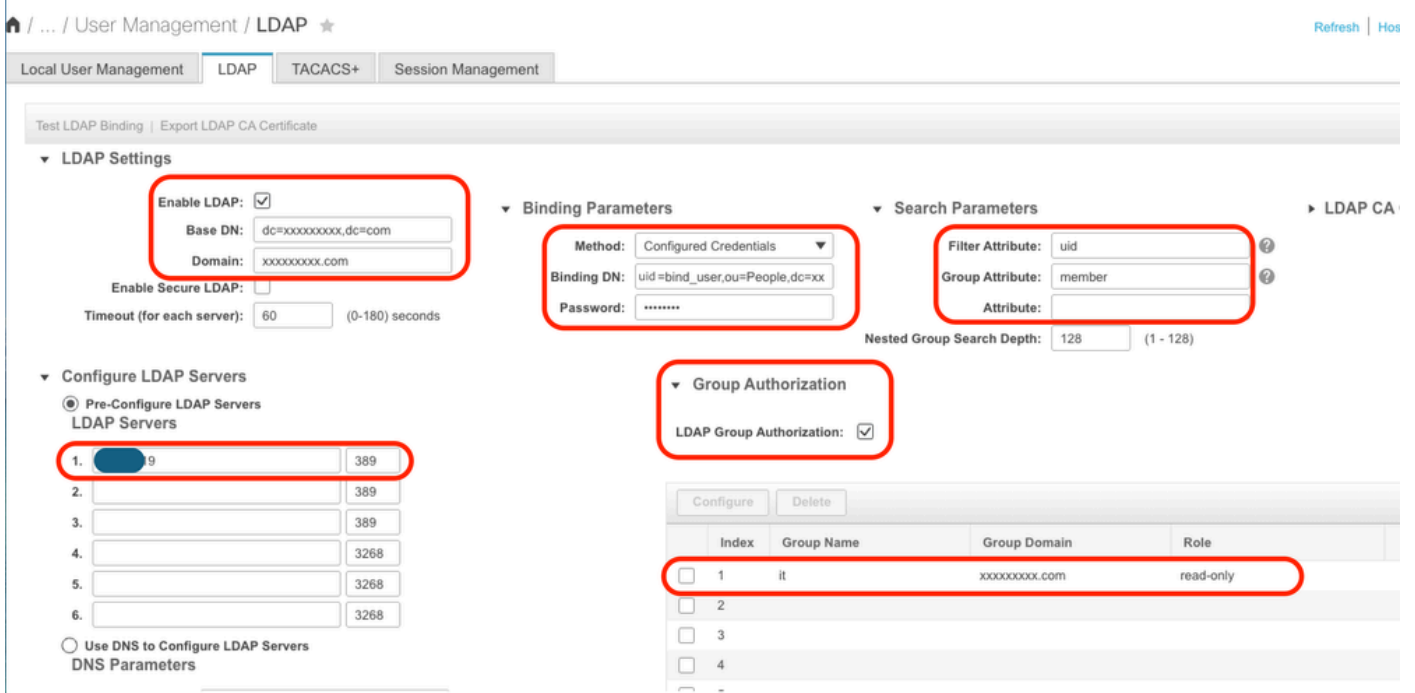 / ... / User Management / LDAP
Refresh | Hos
Local User Management LDAP TACACS+ Session Management
Test LDAP Binding | Export LDAP CA Certificate
LDAP Settings
Enable LDAP:
Base DN: dc=xxxxxxxxx,dc=com
Domain: xxxxxxxxx.com
Enable Secure LDAP:
Timeout (for each server): 60 (0-180) seconds
Binding Parameters
Method: Configured Credentials
Binding DN: uid=bind_user,ou=People,dc=xx
Password: ••••••••
Search Parameters
Filter Attribute: uid
Group Attribute: member
Attribute:
Nested Group Search Depth: 128 (1 - 128)
LDAP CA
Configure LDAP Servers
Pre-Configure LDAP Servers
LDAP Servers
1. 19 389
2. 389
3. 389
4. 3268
5. 3268
6. 3268
Use DNS to Configure LDAP Servers
DNS Parameters
Group Authorization
LDAP Group Authorization:
Configure Delete
Index Group Name Group Domain Role
1 it xxxxxxxxx.com read-only
2
3
4